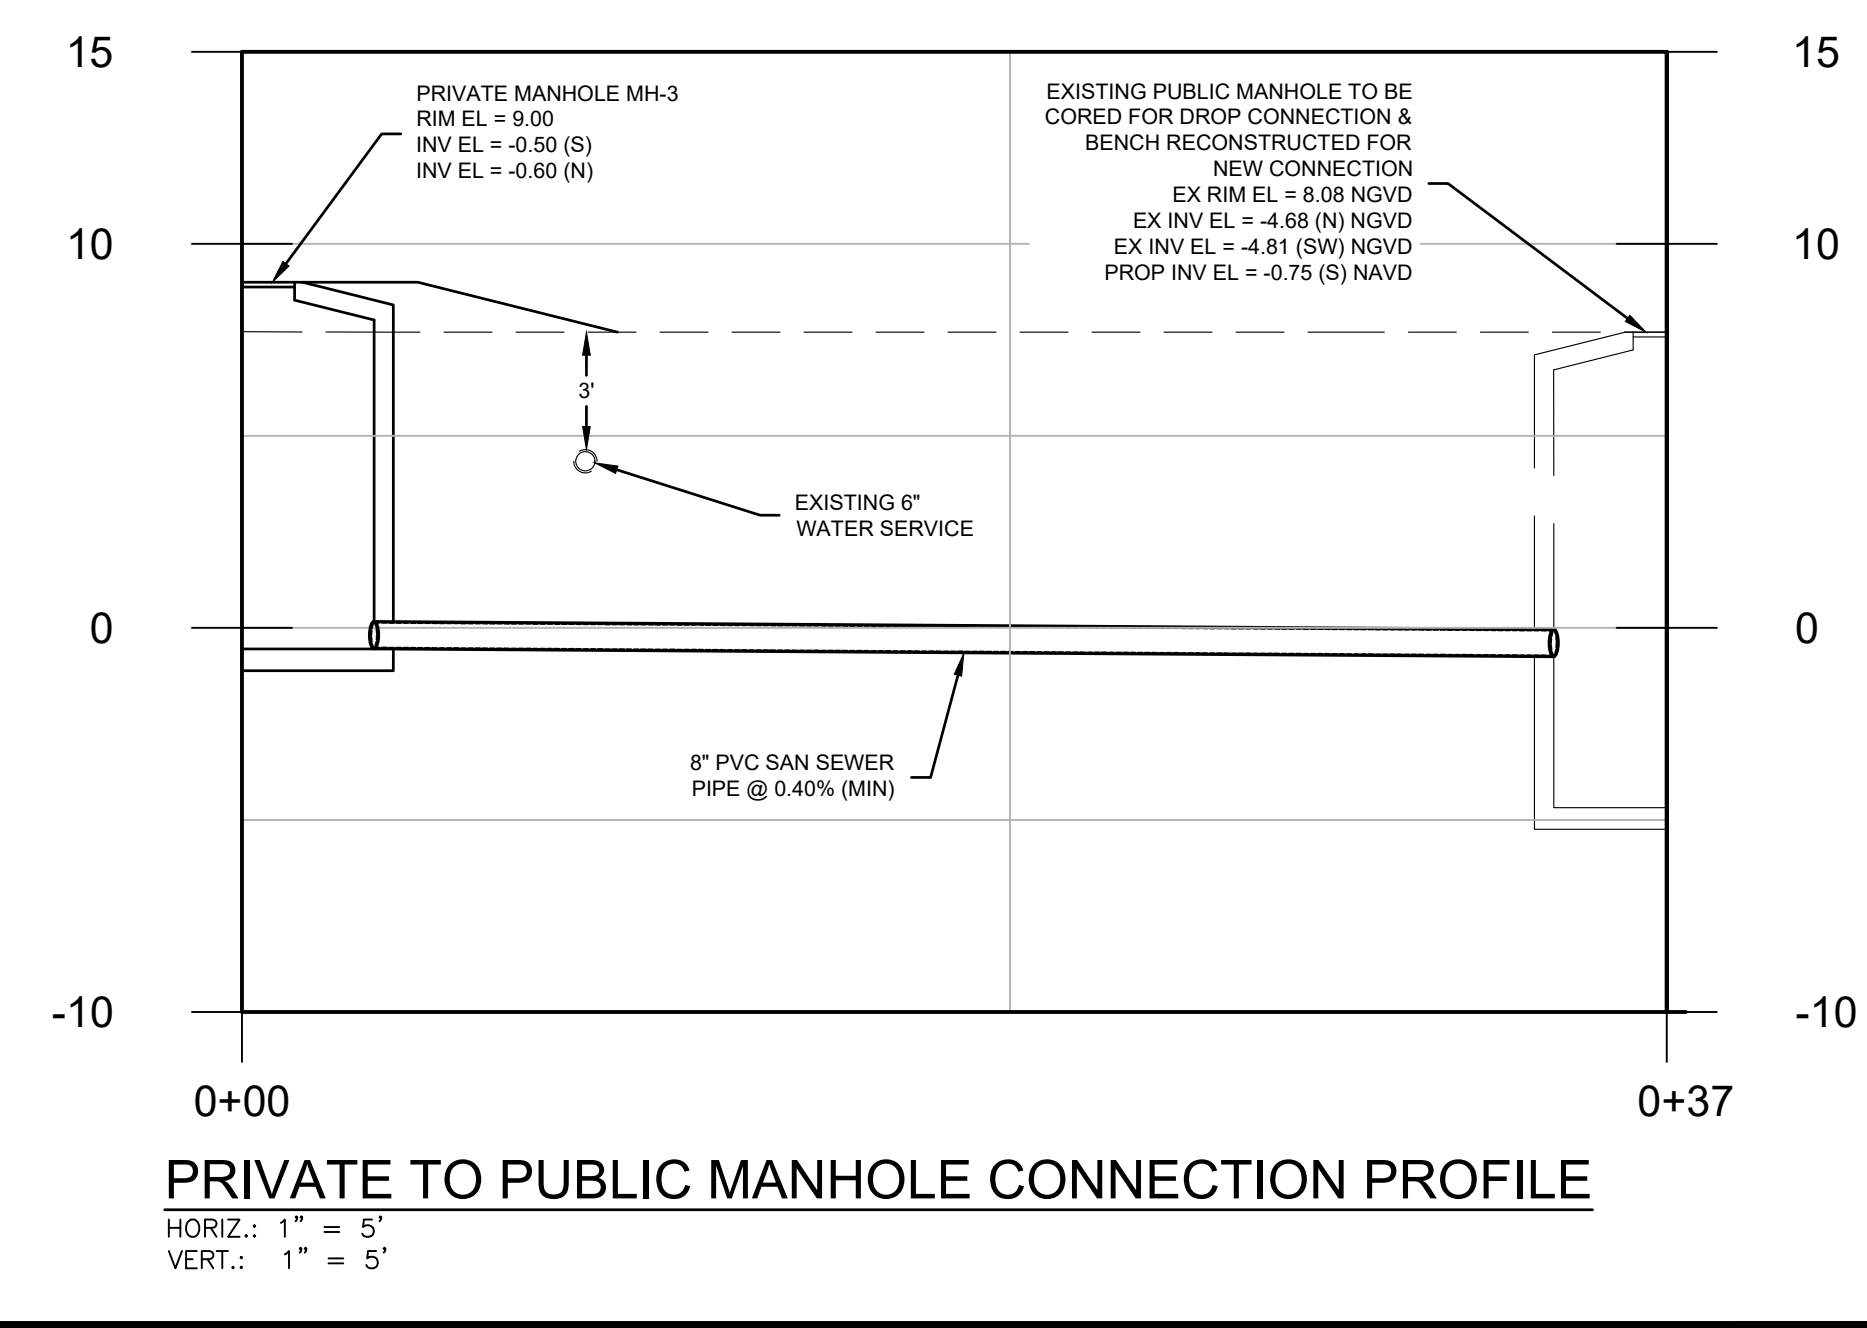 15
15
PRIVATE MANHOLE MH-3
RIM EL = 9.00
INV EL = -0.50 (S)
INV EL = -0.60 (N)
EXISTING PUBLIC MANHOLE TO BE
CORED FOR DROP CONNECTION &
BENCH RECONSTRUCTED FOR
NEW CONNECTION
EX RIM EL = 8.08 NGVD
EX INV EL = -4.68 (N) NGVD
EX INV EL = -4.81 (SW) NGVD
PROP INV EL = -0.75 (S) NAVD
10
10
3'
EXISTING 6"
WATER SERVICE
0
0
8" PVC SAN SEWER
PIPE @ 0.40% (MIN)
-10
-10
0+00
0+37
PRIVATE TO PUBLIC MANHOLE CONNECTION PROFILE
HORIZ.: 1" = 5'
VERT.: 1" = 5'